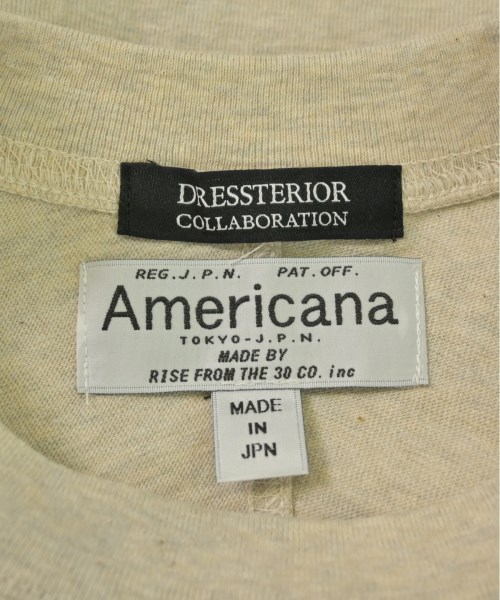 DRESSTERIOR
COLLABORATION
REG.J.P.N. PAT.OFF.
Americana
TOKYO-J.P.N.
MADE BY
RISE FROM THE 30 CO. inc
MADE
IN
JPN